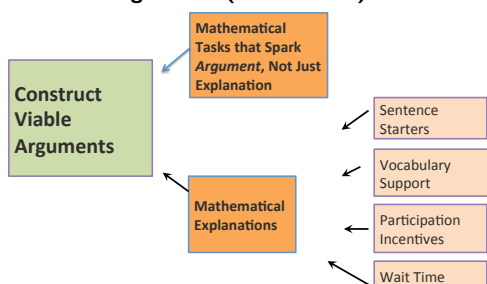 Mathematical
Tasks that Spark
Argument, Not Just
Explanation
Construct
Viable
Arguments
Sentence
Starters
Vocabulary
Support
Mathematical
Explanations
Participation
Incentives
Wait Time